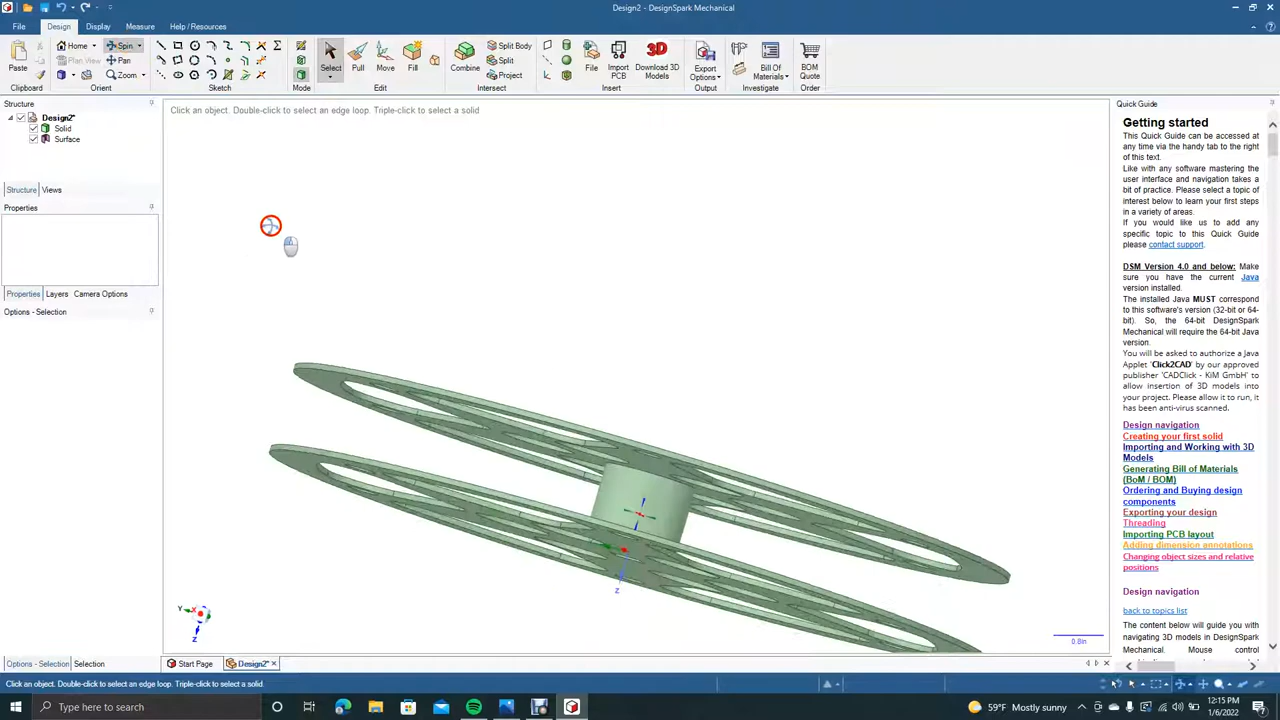 Design2 - DesignSpark Mechanical
File Design Display Measure Help / Resources
Paste Home Spin Plan View Pan Zoom Select Pull Move Fill Combine Split Body Split Project File Import PCB Download 3D Models Export Options Bill Of Materials BOM Quote
Clipboard Orient Sketch Mode Edit Intersect Insert Output Investigate Order
Structure
Design2*
Solid
Surface
Structure Views
Properties
Properties Layers Camera Options
Options - Selection
Options - Selection Selection
Click an object. Double-click to select an edge loop. Triple-click to select a solid
Z
Y
X
Z
0.8in
Start Page Design2*
Quick Guide
Getting started
This Quick Guide can be accessed at
any time via the handy tab to the right
of this text.
Like with any software mastering the
user interface and navigation takes a
bit of practice. Please select a topic of
interest below to learn your first steps
in a variety of areas.
If you would like us to add any
specific topic to this Quick Guide
please contact support.
DSM Version 4.0 and below: Make
sure you have the current Java
version installed.
The installed Java MUST correspond
to this software's version (32-bit or 64-
bit). So, the 64-bit DesignSpark
Mechanical will require the 64-bit Java
version.
You will be asked to authorize a Java
Applet 'Click2CAD' by our approved
publisher 'CADClick - KiM GmbH' to
allow insertion of 3D models into
your project. Please allow it to run, it
has been anti-virus scanned.
Design navigation
Creating your first solid
Importing and Working with 3D
Models
Generating Bill of Materials
(BoM / BOM)
Ordering and Buying design
components
Exporting your design
Threading
Importing PCB layout
Adding dimension annotations
Changing object sizes and relative
positions
Design navigation
back to topics list
The content below will guide you with
navigating 3D models in DesignSpark
Mechanical. Mouse control
Click an object. Double-click to select an edge loop. Triple-click to select a solid.
Type here to search
59°F Mostly sunny
12:15 PM
1/6/2022